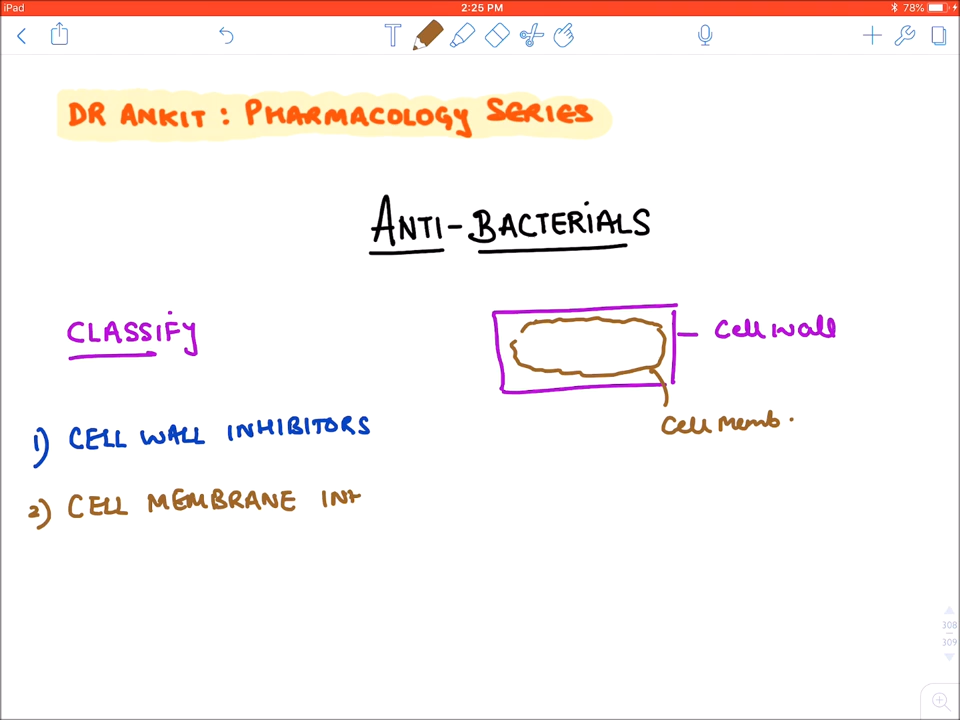 iPad 2:25 PM 78%
T
DR ANKIT : PHARMACOLOGY SERIES
ANTI-BACTERIALS
CLASSIFY
Cell wall
Cell Memb.
1) CELL WALL INHIBITORS
2) CELL MEMBRANE INH
308
309